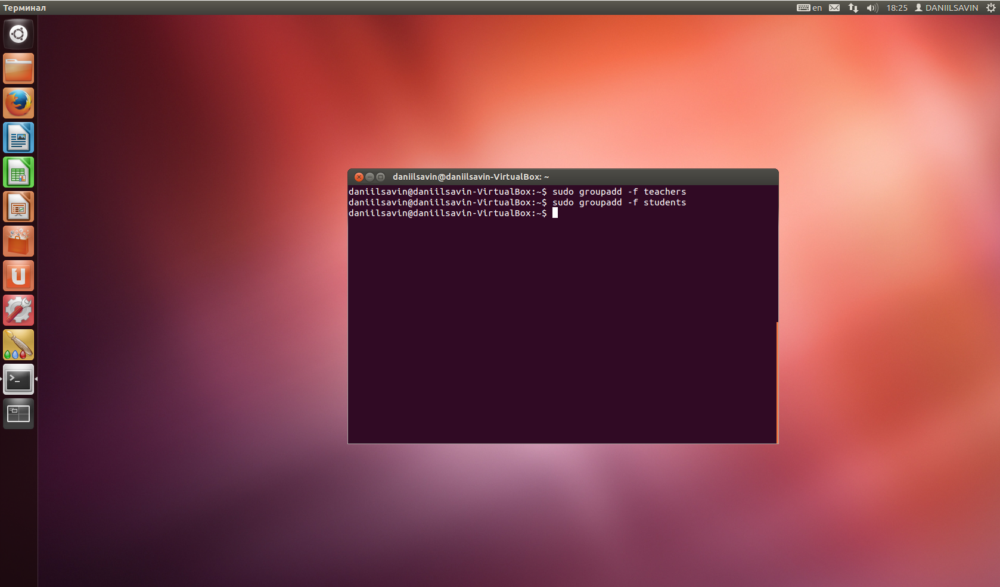 Терминал
en
18:25
DANIILSAVIN
daniilsavin@daniilsavin-VirtualBox: ~
daniilsavin@daniilsavin-VirtualBox:~$ sudo groupadd -f teachers
daniilsavin@daniilsavin-VirtualBox:~$ sudo groupadd -f students
daniilsavin@daniilsavin-VirtualBox:~$